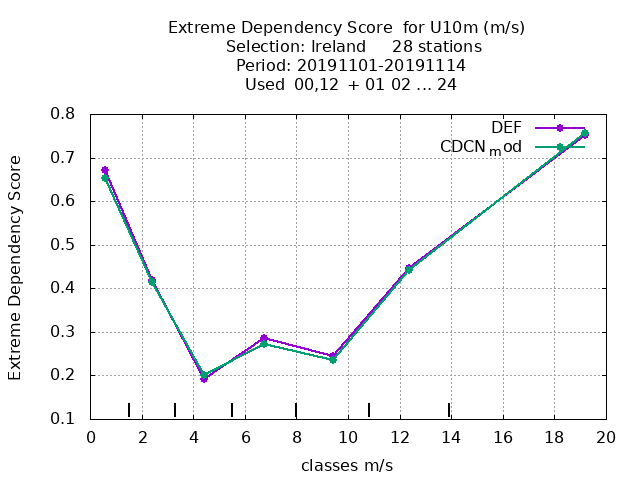 Extreme Dependency Score  for U10m (m/s)
Selection: Ireland     28 stations
Period: 20191101-20191114
Used  00,12  + 01 02 ... 24
DEF
CDCN_mod
Extreme Dependency Score
0.8
0.7
0.6
0.5
0.4
0.3
0.2
0.1
0 2 4 6 8 10 12 14 16 18 20
classes m/s